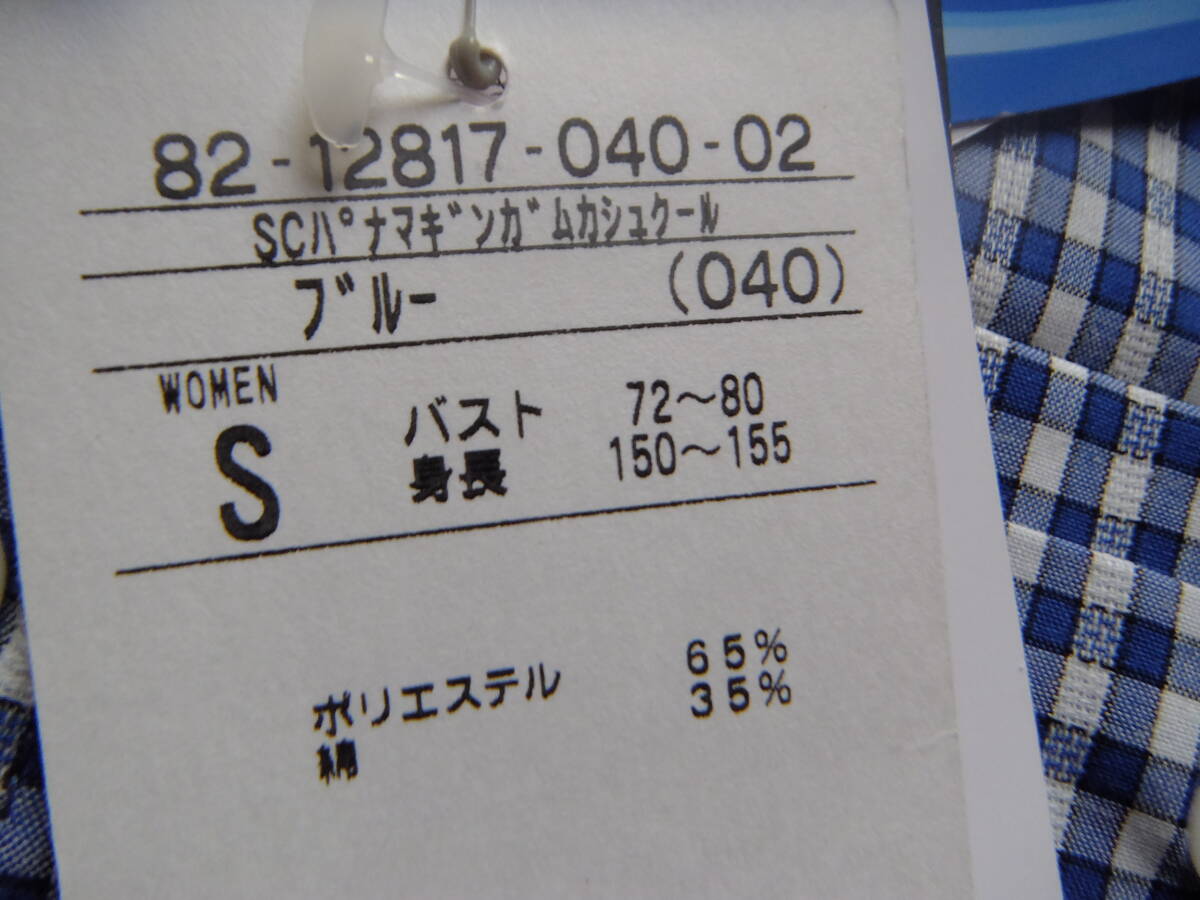 82-12817-040-02
SCﾊﾟﾅﾏｷﾞﾝｶﾞﾑｶｼｭｸｰﾙ
ﾌﾞﾙｰ (040)
WOMEN
S
バスト 72～80
身長 150～155
ポリエステル 65%
綿 35%